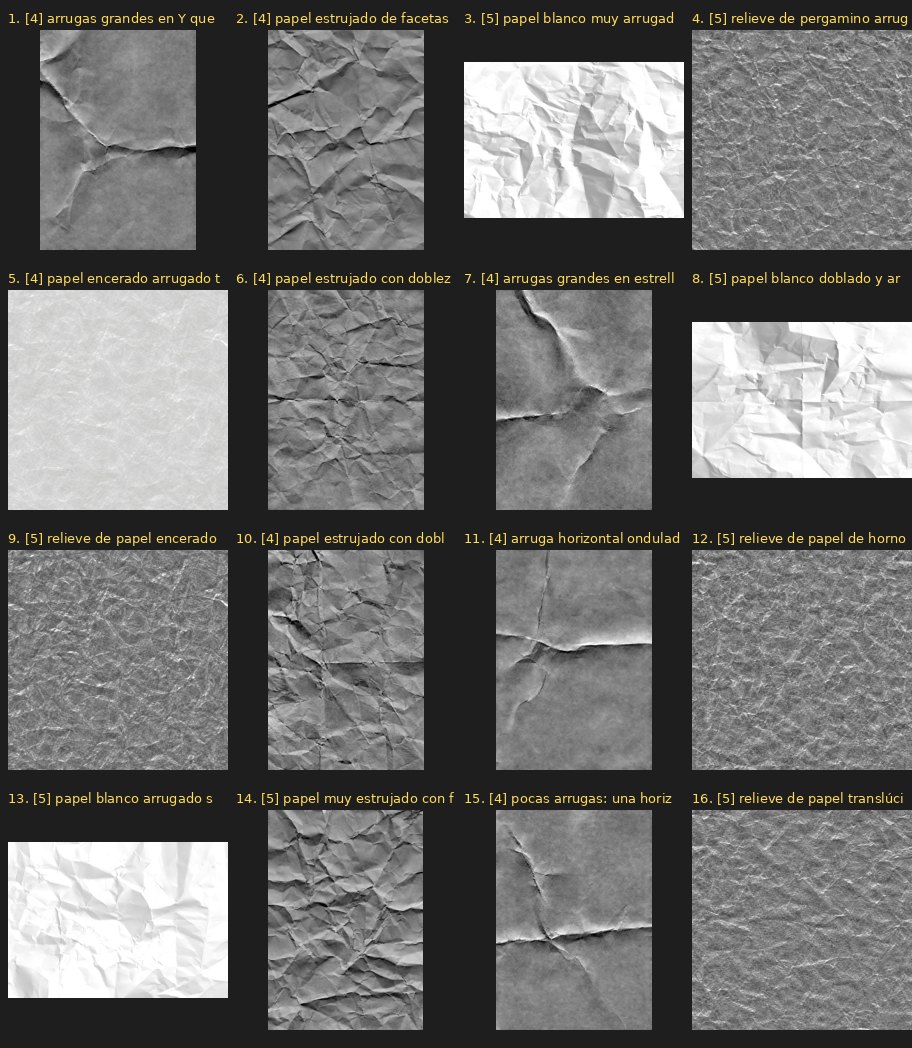 1. [4] arrugas grandes en Y que
2. [4] papel estrujado de facetas
3. [5] papel blanco muy arrugad
4. [5] relieve de pergamino arrug
5. [4] papel encerado arrugado t
6. [4] papel estrujado con doblez
7. [4] arrugas grandes en estrell
8. [5] papel blanco doblado y ar
9. [5] relieve de papel encerado
10. [4] papel estrujado con dobl
11. [4] arruga horizontal ondulad
12. [5] relieve de papel de horno
13. [5] papel blanco arrugado s
14. [5] papel muy estrujado con f
15. [4] pocas arrugas: una horiz
16. [5] relieve de papel translúci